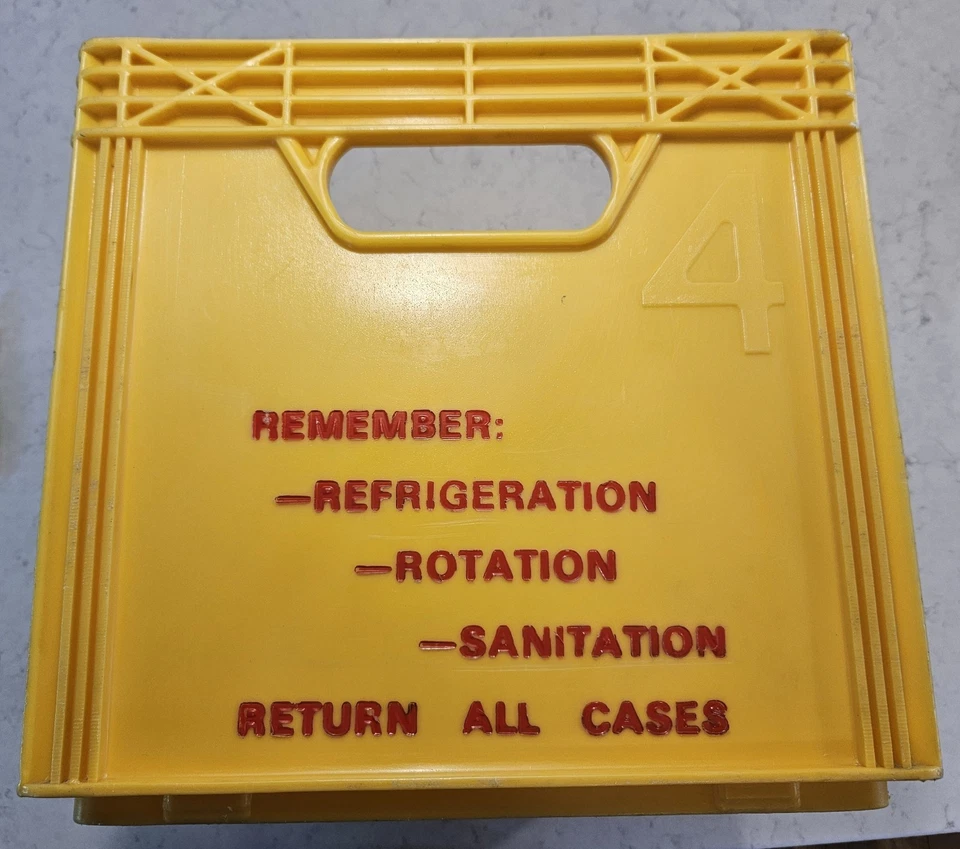 4
REMEMBER:
—REFRIGERATION
—ROTATION
—SANITATION
RETURN ALL CASES